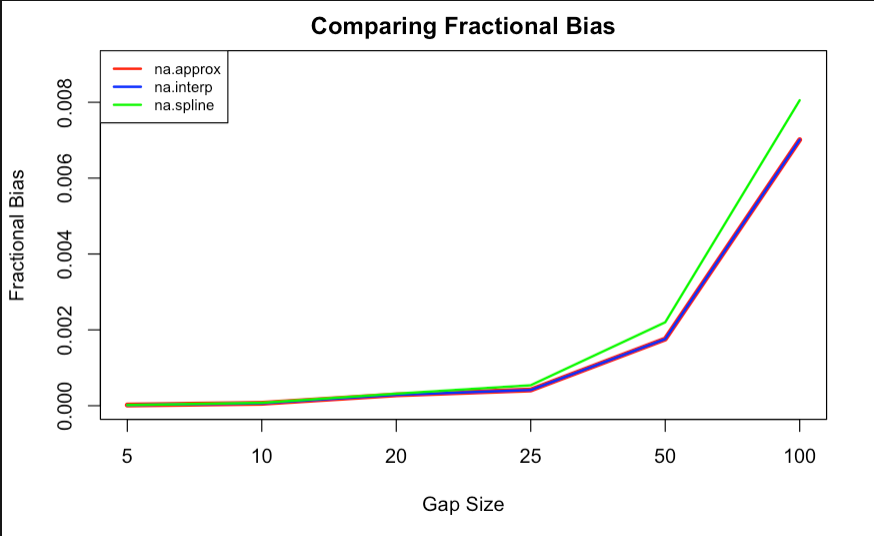 Comparing Fractional Bias
na.approx
na.interp
na.spline
Fractional Bias
0.008
0.006
0.004
0.002
0.000
5 10 20 25 50 100
Gap Size